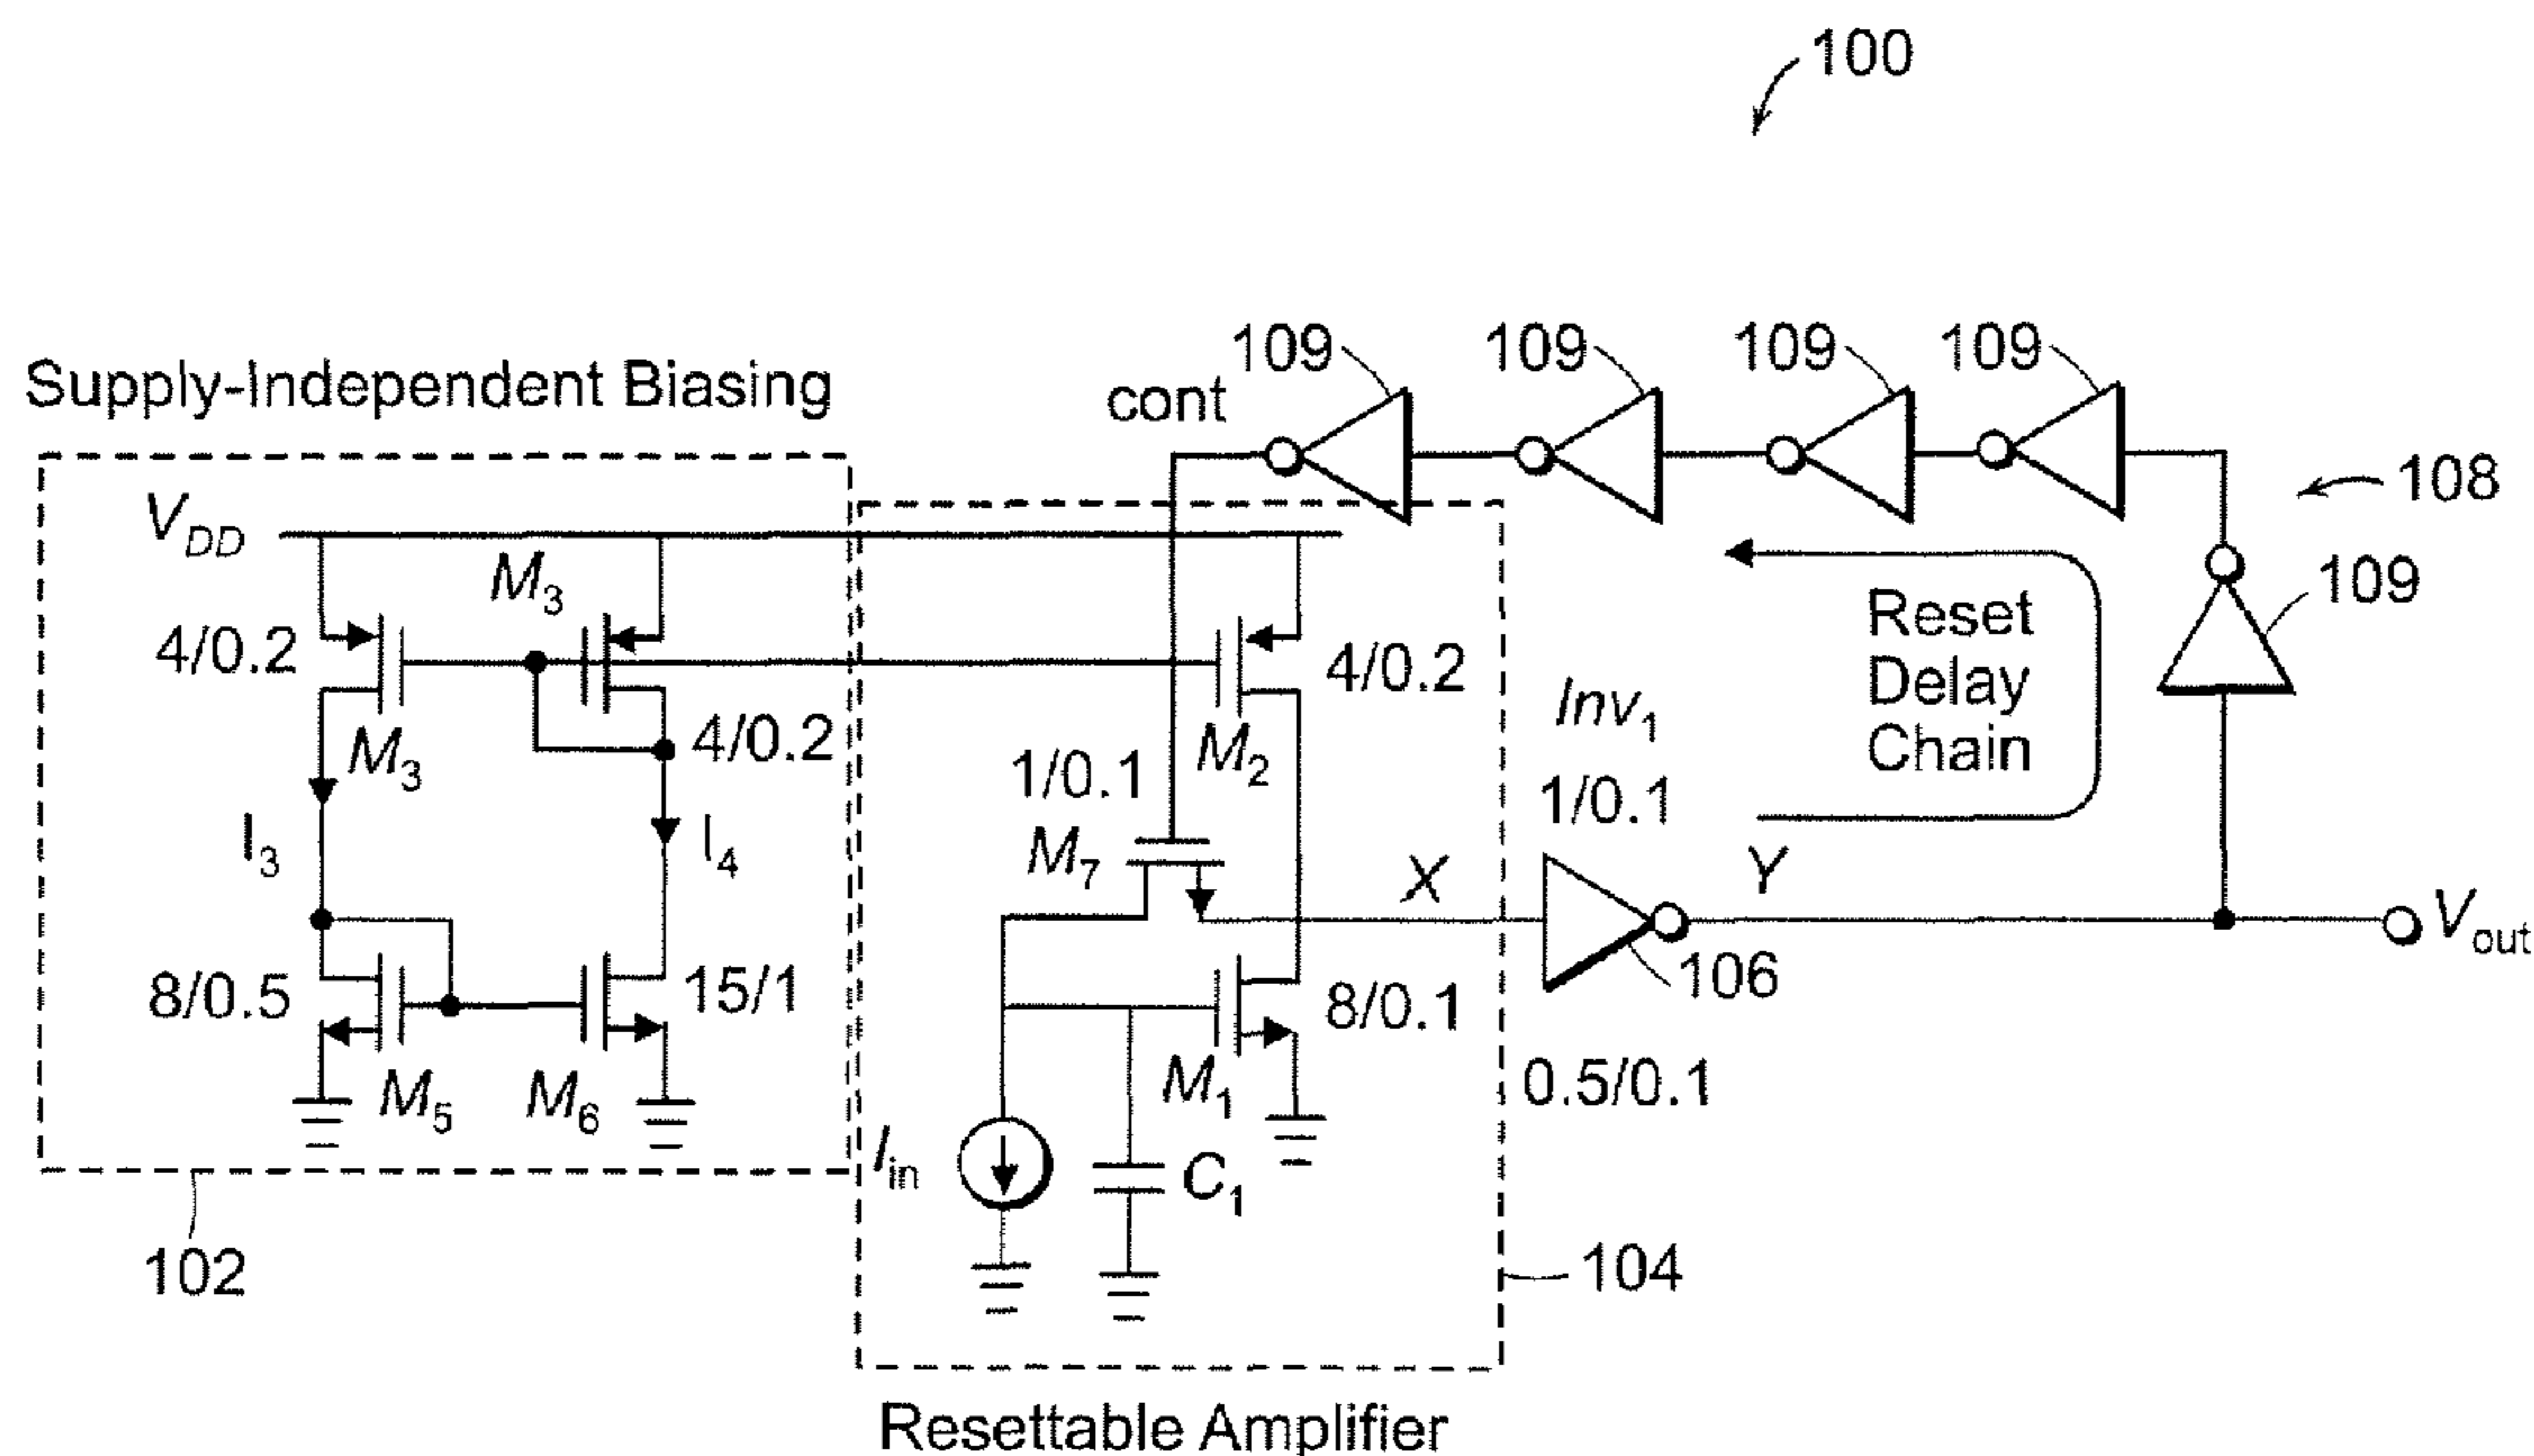 100
109
109
109
109
Supply-Independent Biasing
cont
108
V_DD
M_3
109
4/0.2
Reset
Delay
Chain
4/0.2
Inv_1
M_3
4/0.2
M_2
1/0.1
1/0.1
I_3
I_4
M_7
X
Y
V_out
8/0.5
15/1
106
8/0.1
M_5
M_6
M_1
0.5/0.1
I_in
C_1
102
104
Resettable Amplifier